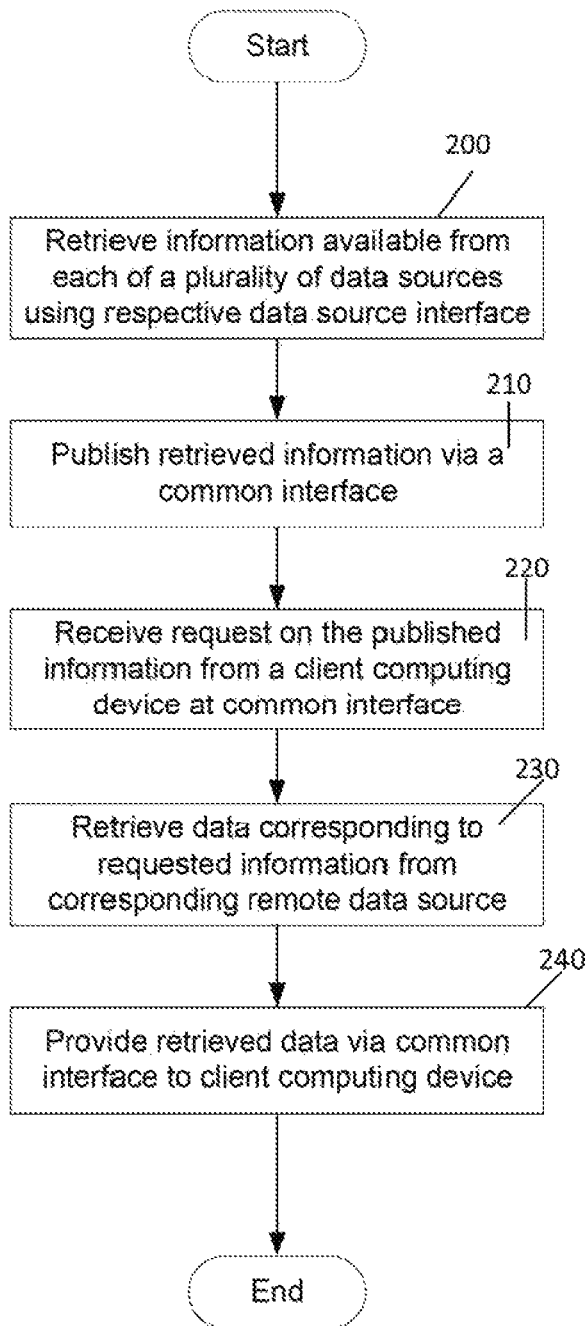 Start
200
Retrieve information available from
each of a plurality of data sources
using respective data source interface
210
Publish retrieved information via a
common interface
220
Receive request on the published
information from a client computing
device at common interface.
230
Retrieve data corresponding to
requested information from
corresponding remote data source
240
Provide retrieved data via common
interface to client computing device
End